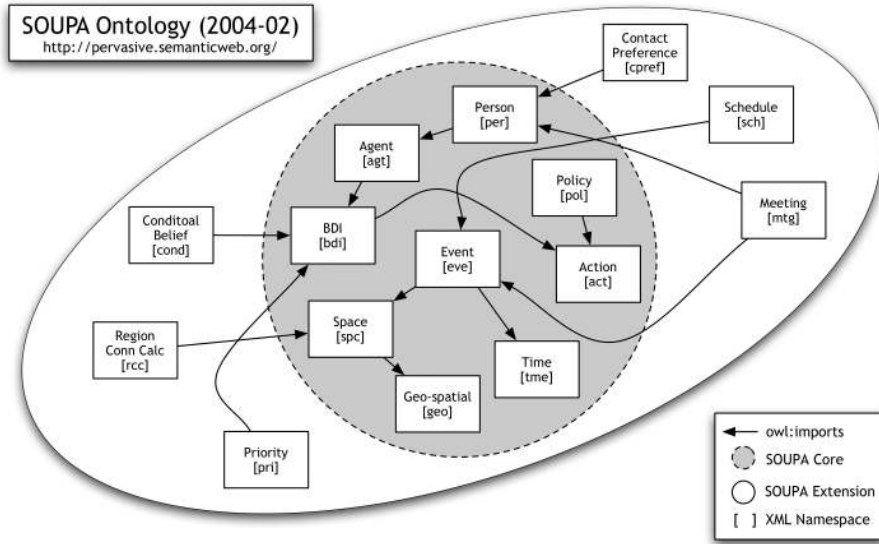 SOUPA Ontology (2004-02)
http://pervasive.semanticweb.org/
Contact
Preference
[cpref]
Person
[per]
Schedule
[sch]
Agent
[agt]
Policy
[pol]
Meeting
[mtg]
Conditoal
Belief
[cond]
BDI
[bdi]
Event
[eve]
Action
[act]
Region
Conn Calc
[rcc]
Space
[spc]
Time
[tme]
Geo-spatial
[geo]
Priority
[pri]
owl:imports
SOUPA Core
SOUPA Extension
[ ] XML Namespace